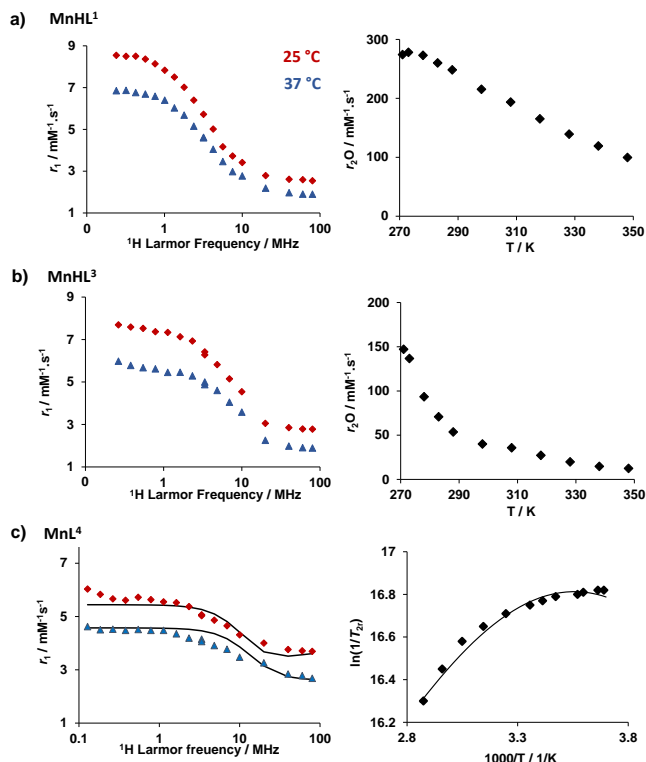 a) MnHL¹
9
7
5
3
1
0 1 10 100
r₁ / mM⁻¹.s⁻¹
¹H Larmor Frequency / MHz
25 °C
37 °C
300
200
100
0
270 290 310 330 350
r₂O / mM⁻¹.s⁻¹
T / K
b) MnHL³
9
7
5
3
1
0 1 10 100
r₁ / mM⁻¹.s⁻¹
¹H Larmor Frequency / MHz
200
150
100
50
0
270 290 310 330 350
r₂O / mM⁻¹.s⁻¹
T / K
c) MnL⁴
7
5
3
1
0.1 1 10 100
r₁ / mM⁻¹s⁻¹
¹H Larmor freuency / MHz
17
16.8
16.6
16.4
16.2
2.8 3.3 3.8
ln(1/T₂ᵣ)
1000/T / 1/K